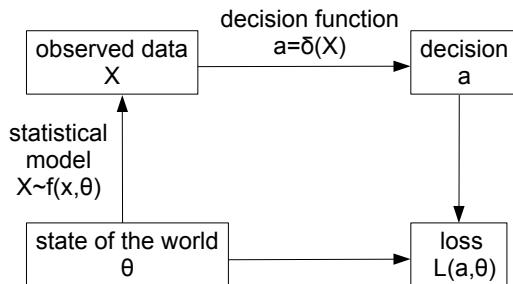 decision function
a=δ(X)
observed data
X
decision
a
statistical
model
X~f(x,θ)
state of the world
θ
loss
L(a,θ)